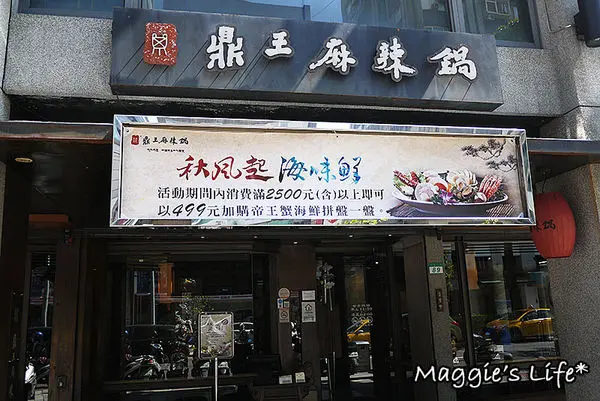 鼎王麻辣鍋
鼎王麻辣鍋
秋風起 海味鮮
活動期間內消費滿2500元(含)以上即可
以499元加購帝王蟹海鮮拼盤一盤。
鍋
89
Maggie's Life*